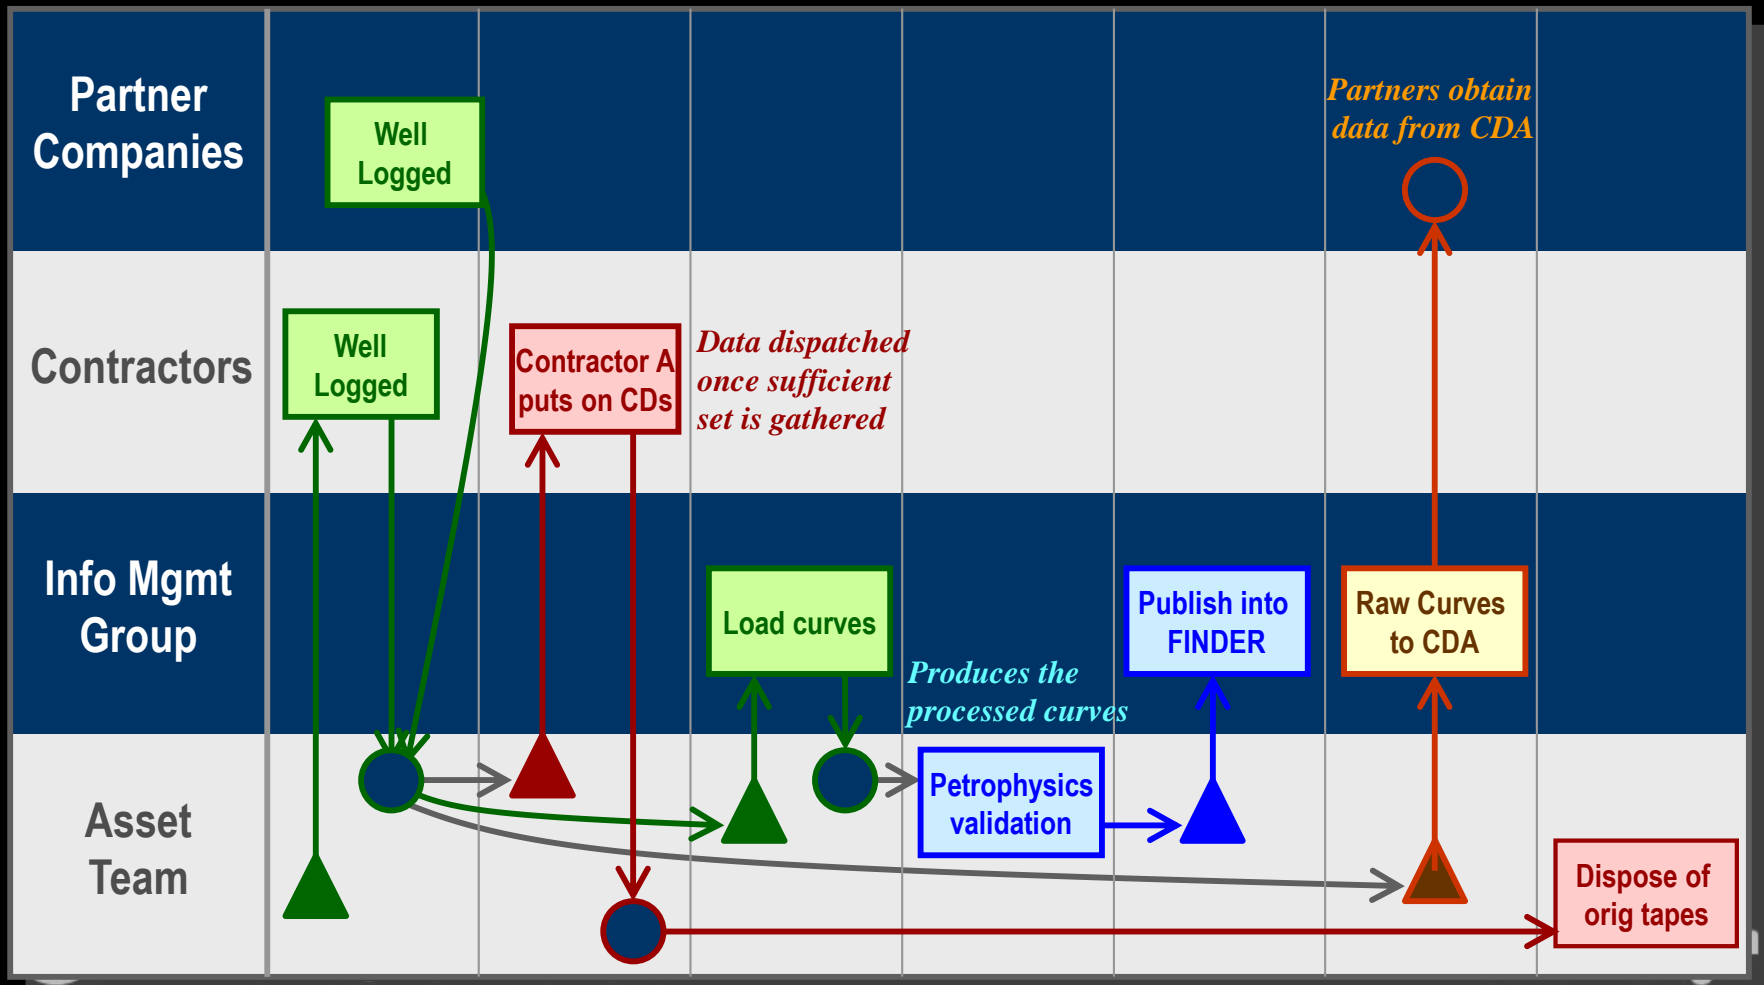 Partner
Companies
Well
Logged
Partners obtain
data from CDA
Contractors
Well
Logged
Contractor A
puts on CDs
Data dispatched
once sufficient
set is gathered
Info Mgmt
Group
Load curves
Produces the
processed curves
Publish into
FINDER
Raw Curves
to CDA
Asset
Team
Petrophysics
validation
Dispose of
orig tapes